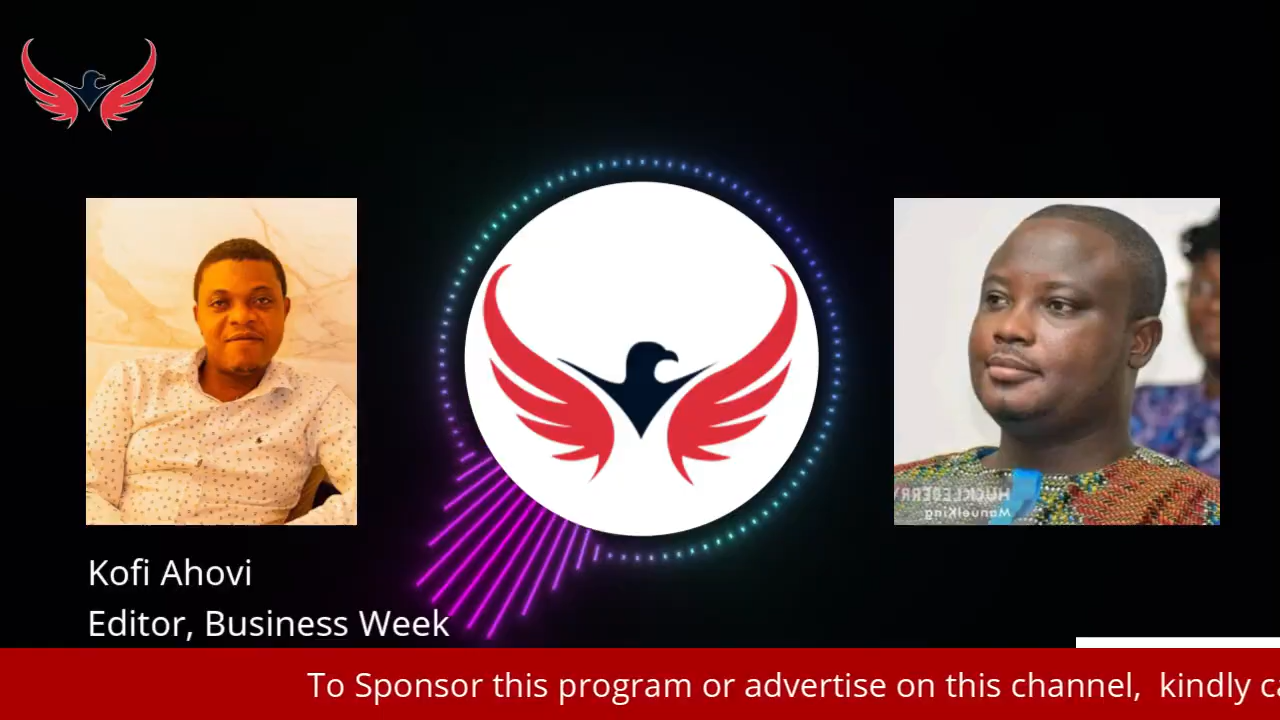 Kofi Ahovi
Editor, Business Week
To Sponsor this program or advertise on this channel, kindly